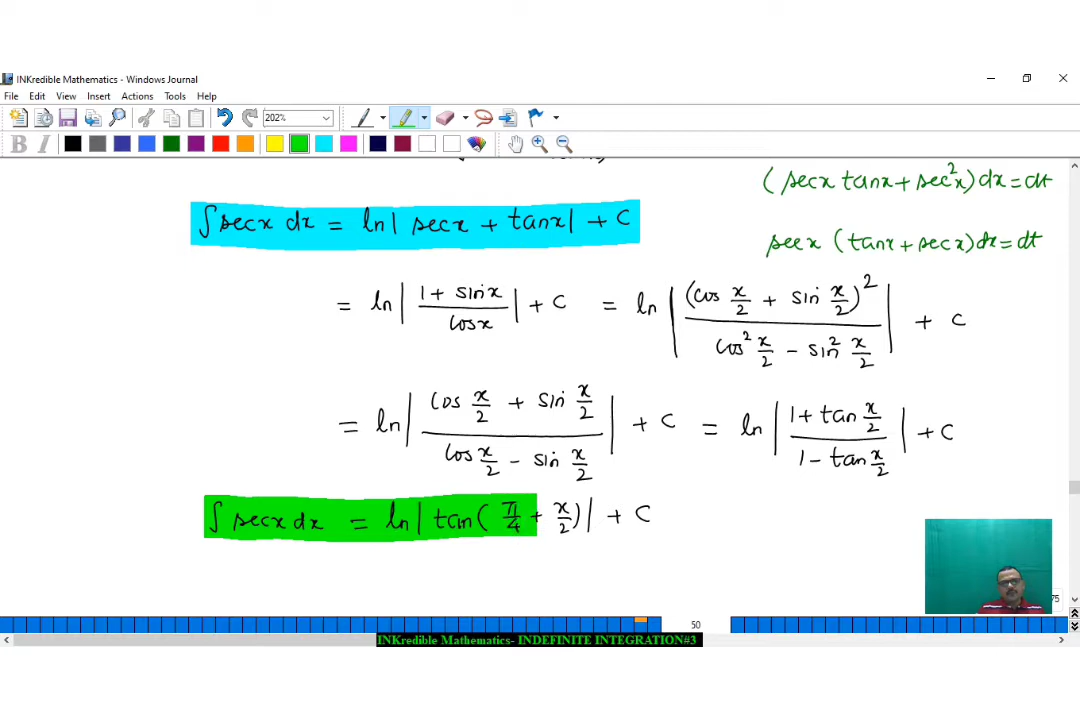 INKredible Mathematics - Windows Journal
File Edit View Insert Actions Tools Help
202%
B I
(secx tanx + sec²x)dx = dt
∫secx dx = ln|secx + tanx| + C
secx (tanx + secx)dx = dt
= ln|(1 + sinx)/(cosx)| + C = ln|(cos x/2 + sin x/2)²/(cos² x/2 - sin² x/2)| + C
= ln|(cos x/2 + sin x/2)/(cos x/2 - sin x/2)| + C = ln|(1 + tan x/2)/(1 - tan x/2)| + C
∫secx dx = ln|tan(π/4 + x/2)| + C
75
50
INKredible Mathematics- INDEFINITE INTEGRATION#3